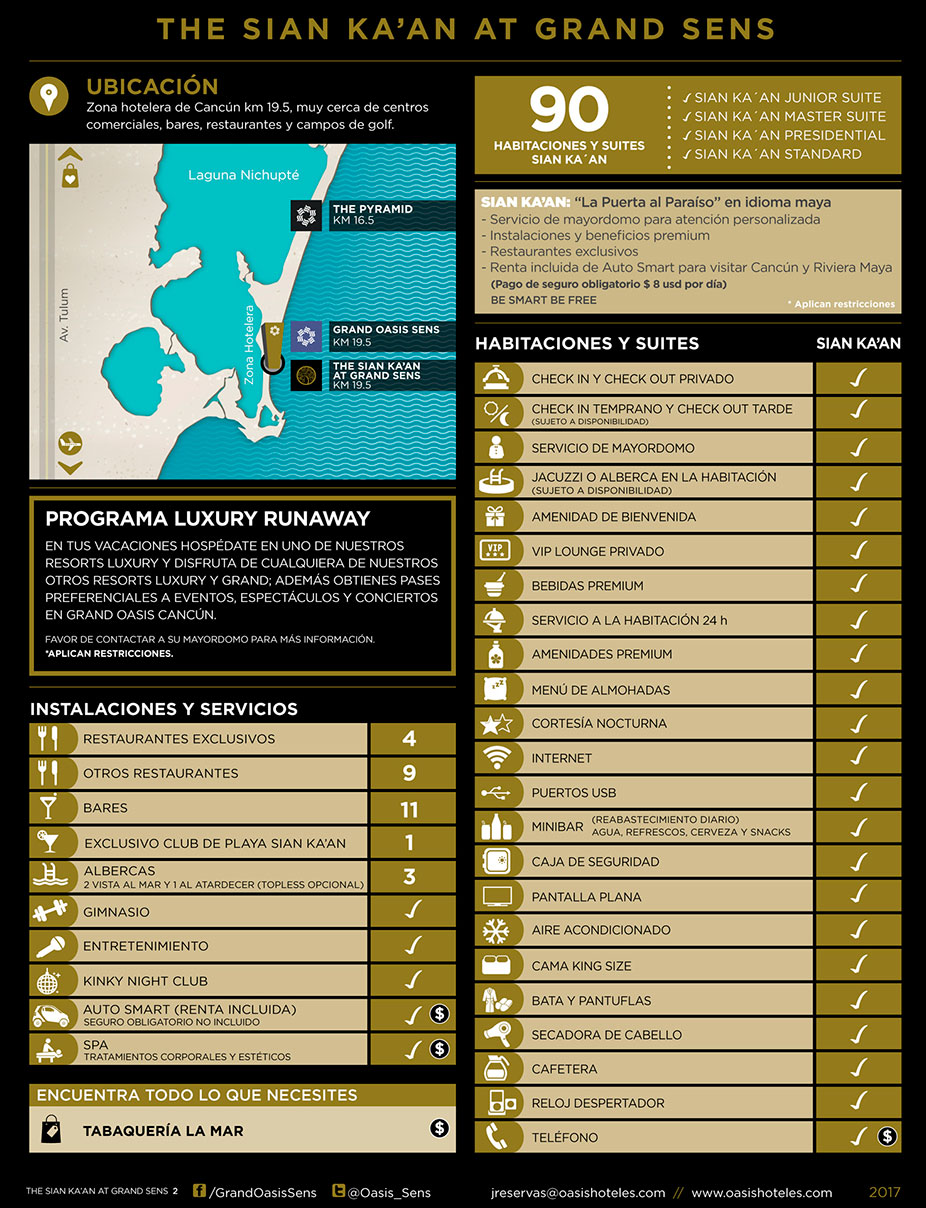 THE SIAN KA'AN AT GRAND SENS
UBICACIÓN
Zona hotelera de Cancún km 19.5, muy cerca de centros
comerciales, bares, restaurantes y campos de golf.
Laguna Nichupté
THE PYRAMID
KM 16.5
Av. Tulum
Zona Hotelera
GRAND OASIS SENS
KM 19.5
THE SIAN KA'AN
AT GRAND SENS
KM 19.5
PROGRAMA LUXURY RUNAWAY
EN TUS VACACIONES HOSPÉDATE EN UNO DE NUESTROS
RESORTS LUXURY Y DISFRUTA DE CUALQUIERA DE NUESTROS
OTROS RESORTS LUXURY Y GRAND; ADEMÁS OBTIENES PASES
PREFERENCIALES A EVENTOS, ESPECTÁCULOS Y CONCIERTOS
EN GRAND OASIS CANCÚN.
FAVOR DE CONTACTAR A SU MAYORDOMO PARA MÁS INFORMACIÓN.
*APLICAN RESTRICCIONES.
INSTALACIONES Y SERVICIOS
RESTAURANTES EXCLUSIVOS 4
OTROS RESTAURANTES 9
BARES 11
EXCLUSIVO CLUB DE PLAYA SIAN KA'AN 1
ALBERCAS 3
2 VISTA AL MAR Y 1 AL ATARDECER (TOPLESS OPCIONAL)
GIMNASIO ✓
ENTRETENIMIENTO ✓
KINKY NIGHT CLUB ✓
AUTO SMART (RENTA INCLUIDA) ✓ $
SEGURO OBLIGATORIO NO INCLUIDO
SPA ✓ $
TRATAMIENTOS CORPORALES Y ESTÉTICOS
ENCUENTRA TODO LO QUE NECESITES
TABAQUERÍA LA MAR $
90
HABITACIONES Y SUITES
SIAN KA´AN
✓ SIAN KA´AN JUNIOR SUITE
✓ SIAN KA´AN MASTER SUITE
✓ SIAN KA´AN PRESIDENTIAL
✓ SIAN KA´AN STANDARD
SIAN KA'AN: “La Puerta al Paraíso” en idioma maya
- Servicio de mayordomo para atención personalizada
- Instalaciones y beneficios premium
- Restaurantes exclusivos
- Renta incluida de Auto Smart para visitar Cancún y Riviera Maya
(Pago de seguro obligatorio $ 8 usd por día)
BE SMART BE FREE
* Aplican restricciones
HABITACIONES Y SUITES SIAN KA'AN
CHECK IN Y CHECK OUT PRIVADO ✓
CHECK IN TEMPRANO Y CHECK OUT TARDE ✓
(SUJETO A DISPONIBILIDAD)
SERVICIO DE MAYORDOMO ✓
JACUZZI O ALBERCA EN LA HABITACIÓN ✓
(SUJETO A DISPONIBILIDAD)
AMENIDAD DE BIENVENIDA ✓
VIP
VIP LOUNGE PRIVADO ✓
BEBIDAS PREMIUM ✓
SERVICIO A LA HABITACIÓN 24 h ✓
AMENIDADES PREMIUM ✓
zzz
MENÚ DE ALMOHADAS ✓
CORTESÍA NOCTURNA ✓
INTERNET ✓
PUERTOS USB ✓
MINIBAR (REABASTECIMIENTO DIARIO) ✓
AGUA, REFRESCOS, CERVEZA Y SNACKS
CAJA DE SEGURIDAD ✓
PANTALLA PLANA ✓
AIRE ACONDICIONADO ✓
CAMA KING SIZE ✓
BATA Y PANTUFLAS ✓
SECADORA DE CABELLO ✓
CAFETERA ✓
RELOJ DESPERTADOR ✓
TELÉFONO ✓ $
THE SIAN KA'AN AT GRAND SENS 2 f /GrandOasisSens t @Oasis_Sens jreservas@oasishoteles.com // www.oasishoteles.com 2017